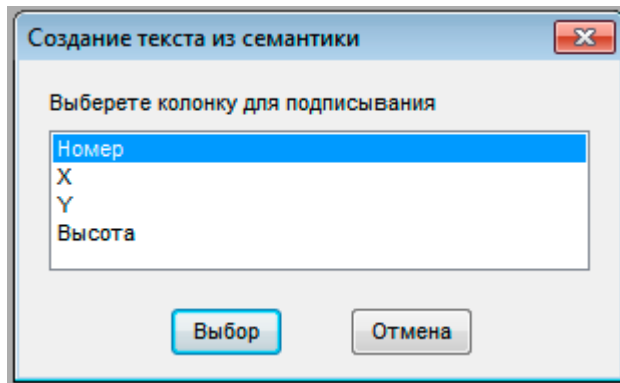 Создание текста из семантики
Выберете колонку для подписывания
Номер
X
Y
Высота
Выбор Отмена